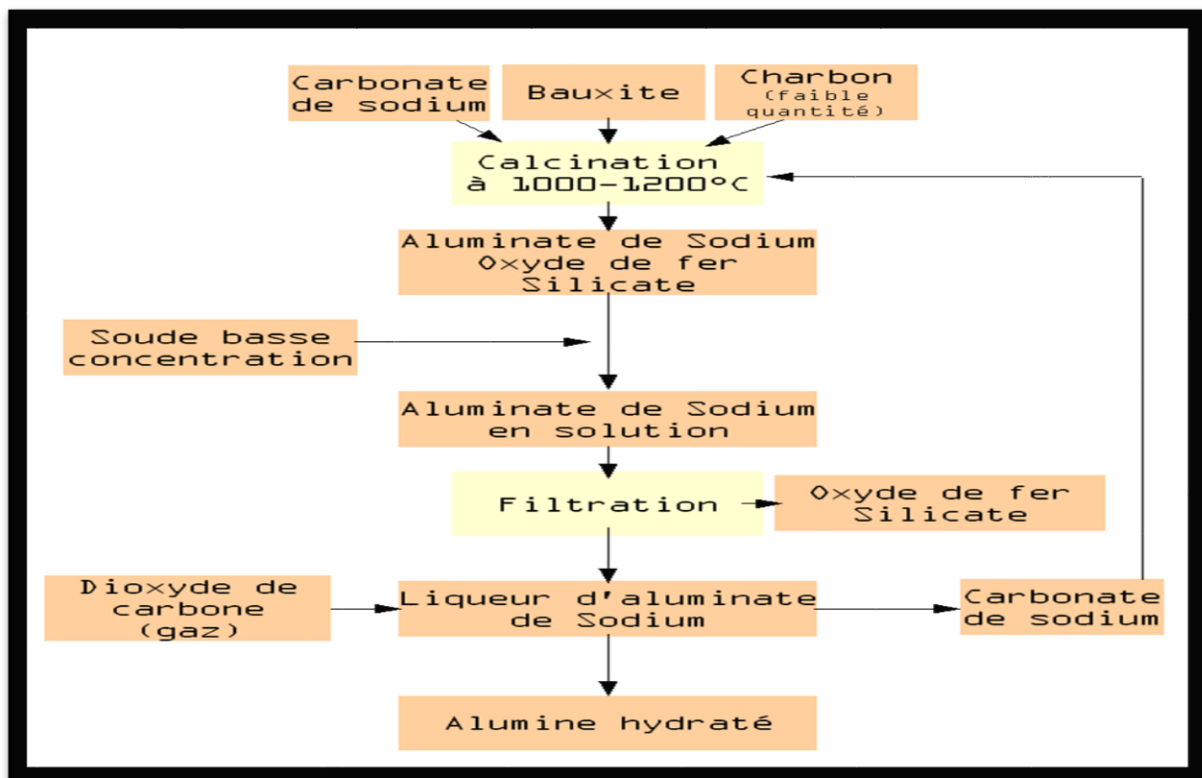 Carbonate
de sodium
Bauxite
Charbon
(faible
quantité)
Calcination
à 1000-1200°C
Aluminate de Sodium
Oxyde de fer
Silicate
Soude basse
concentration
Aluminate de Sodium
en solution
Filtration
Oxyde de fer
Silicate
Dioxyde de
carbone
(gaz)
Liqueur d'aluminate
de Sodium
Carbonate
de sodium
Alumine hydraté